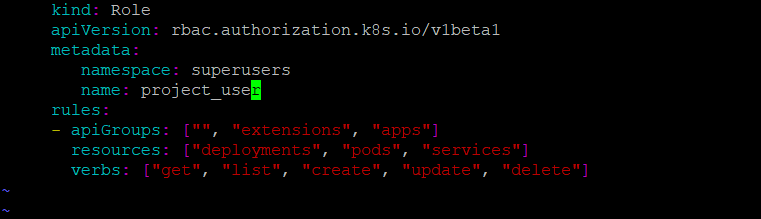 kind: Role
apiVersion: rbac.authorization.k8s.io/v1beta1
metadata:
   namespace: superusers
   name: project_user
rules:
- apiGroups: ["", "extensions", "apps"]
  resources: ["deployments", "pods", "services"]
  verbs: ["get", "list", "create", "update", "delete"]
~
~